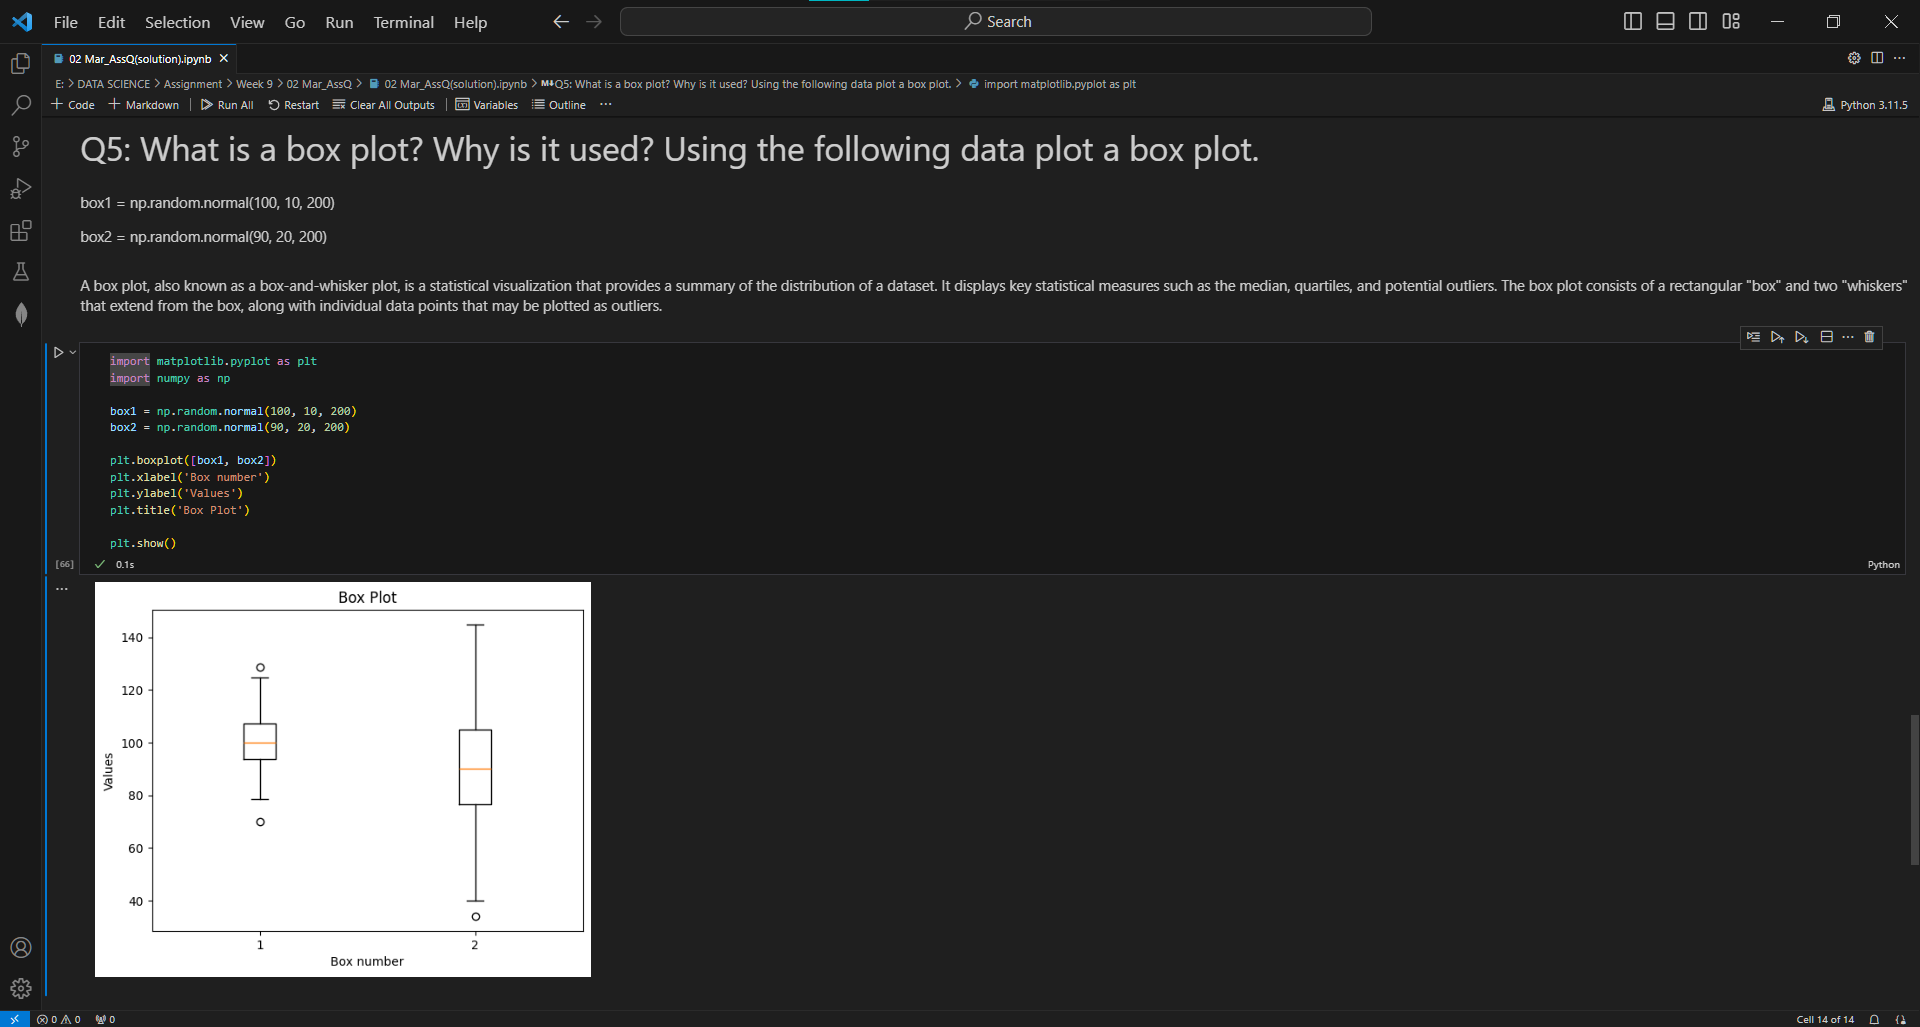 File Edit Selection View Go Run Terminal Help
Search
02 Mar_AssQ(solution).ipynb
E: > DATA SCIENCE > Assignment > Week 9 > 02 Mar_AssQ > 02 Mar_AssQ(solution).ipynb > M↓Q5: What is a box plot? Why is it used? Using the following data plot a box plot. > import matplotlib.pyplot as plt
+ Code + Markdown | Run All Restart Clear All Outputs | Variables Outline ···
Python 3.11.5
Q5: What is a box plot? Why is it used? Using the following data plot a box plot.
box1 = np.random.normal(100, 10, 200)
box2 = np.random.normal(90, 20, 200)
A box plot, also known as a box-and-whisker plot, is a statistical visualization that provides a summary of the distribution of a dataset. It displays key statistical measures such as the median, quartiles, and potential outliers. The box plot consists of a rectangular "box" and two "whiskers"
that extend from the box, along with individual data points that may be plotted as outliers.
import matplotlib.pyplot as plt
import numpy as np
box1 = np.random.normal(100, 10, 200)
box2 = np.random.normal(90, 20, 200)
plt.boxplot([box1, box2])
plt.xlabel('Box number')
plt.ylabel('Values')
plt.title('Box Plot')
plt.show()
[66] 0.1s
Python
Box Plot
140
120
100
80
60
40
Values
1 2
Box number
0 0 0
Cell 14 of 14